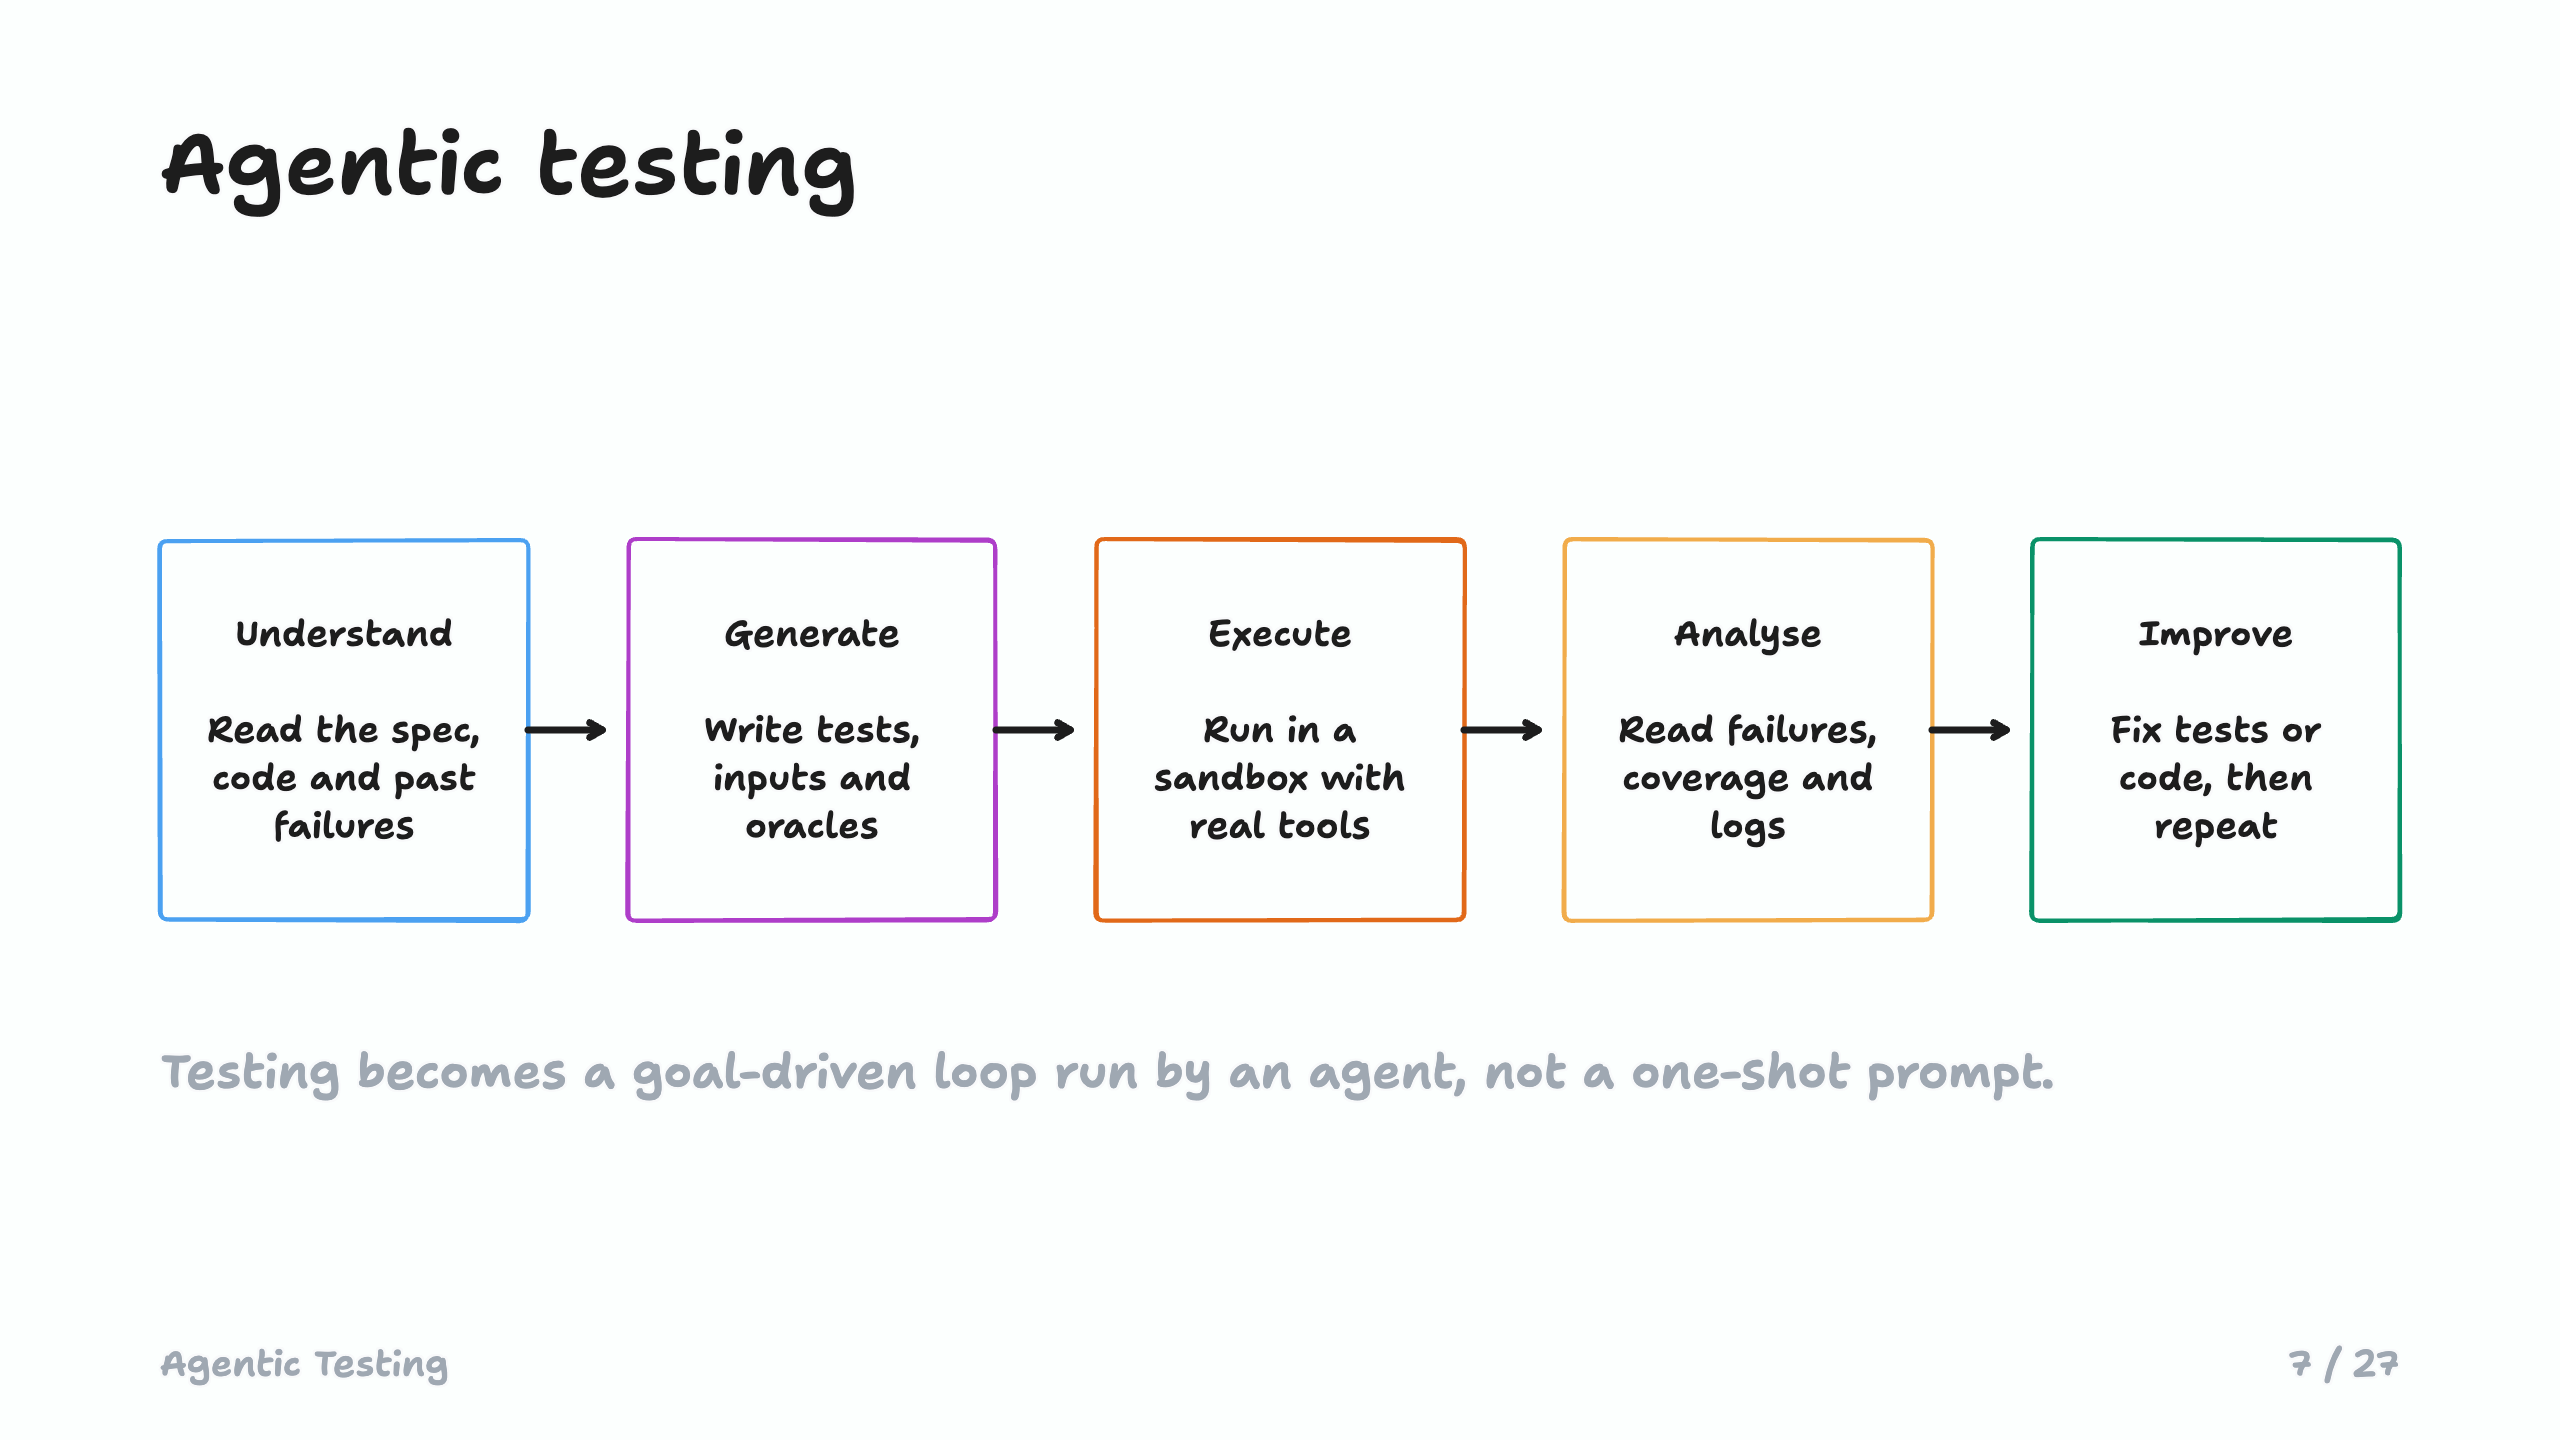 Agentic testing
Understand
Read the spec,
code and past
failures
Generate
Write tests,
inputs and
oracles
Execute
Run in a
sandbox with
real tools
Analyse
Read failures,
coverage and
logs
Improve
Fix tests or
code, then
repeat
Testing becomes a goal-driven loop run by an agent, not a one-shot prompt.
Agentic Testing
7 / 27